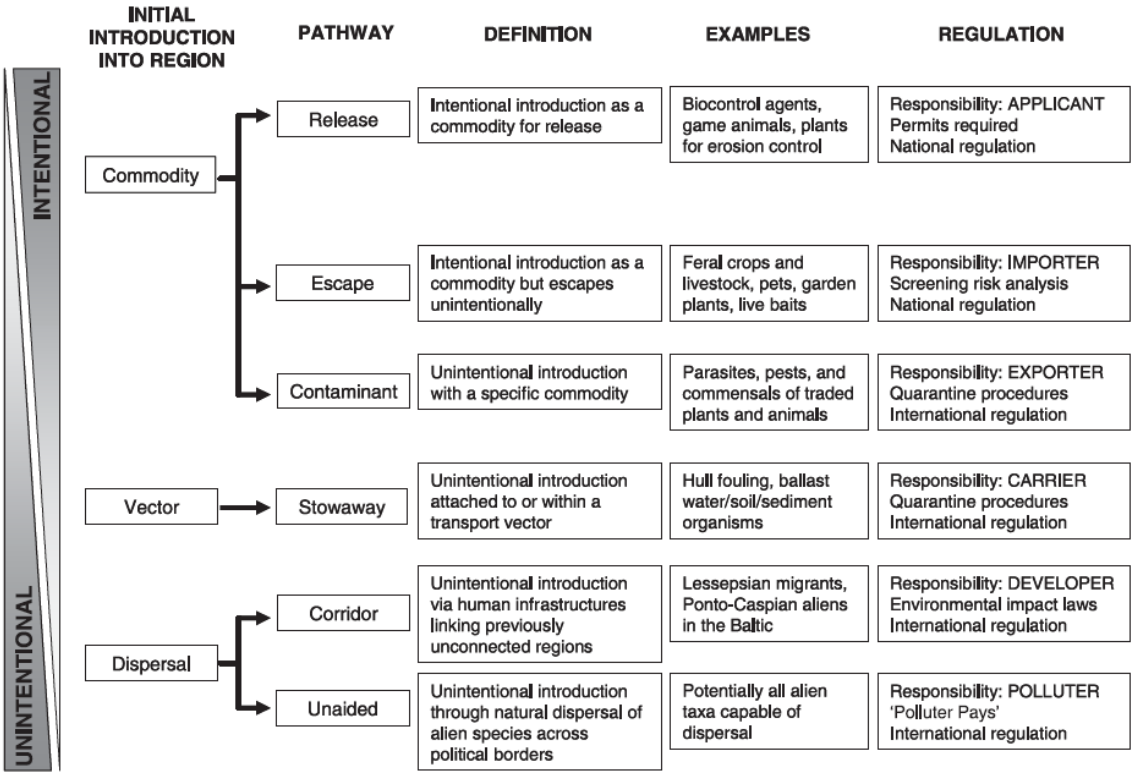 INITIAL
INTRODUCTION
INTO REGION
PATHWAY
DEFINITION
EXAMPLES
REGULATION
INTENTIONAL
UNINTENTIONAL
Commodity
Release
Intentional introduction as a
commodity for release
Biocontrol agents,
game animals, plants
for erosion control
Responsibility: APPLICANT
Permits required
National regulation
Escape
Intentional introduction as a
commodity but escapes
unintentionally
Feral crops and
livestock, pets, garden
plants, live baits
Responsibility: IMPORTER
Screening risk analysis
National regulation
Contaminant
Unintentional introduction
with a specific commodity
Parasites, pests, and
commensals of traded
plants and animals
Responsibility: EXPORTER
Quarantine procedures
International regulation
Vector
Stowaway
Unintentional introduction
attached to or within a
transport vector
Hull fouling, ballast
water/soil/sediment
organisms
Responsibility: CARRIER
Quarantine procedures
International regulation
Dispersal
Corridor
Unintentional introduction
via human infrastructures
linking previously
unconnected regions
Lessepsian migrants,
Ponto-Caspian aliens
in the Baltic
Responsibility: DEVELOPER
Environmental impact laws
International regulation
Unaided
Unintentional introduction
through natural dispersal of
alien species across
political borders
Potentially all alien
taxa capable of
dispersal
Responsibility: POLLUTER
'Polluter Pays'
International regulation